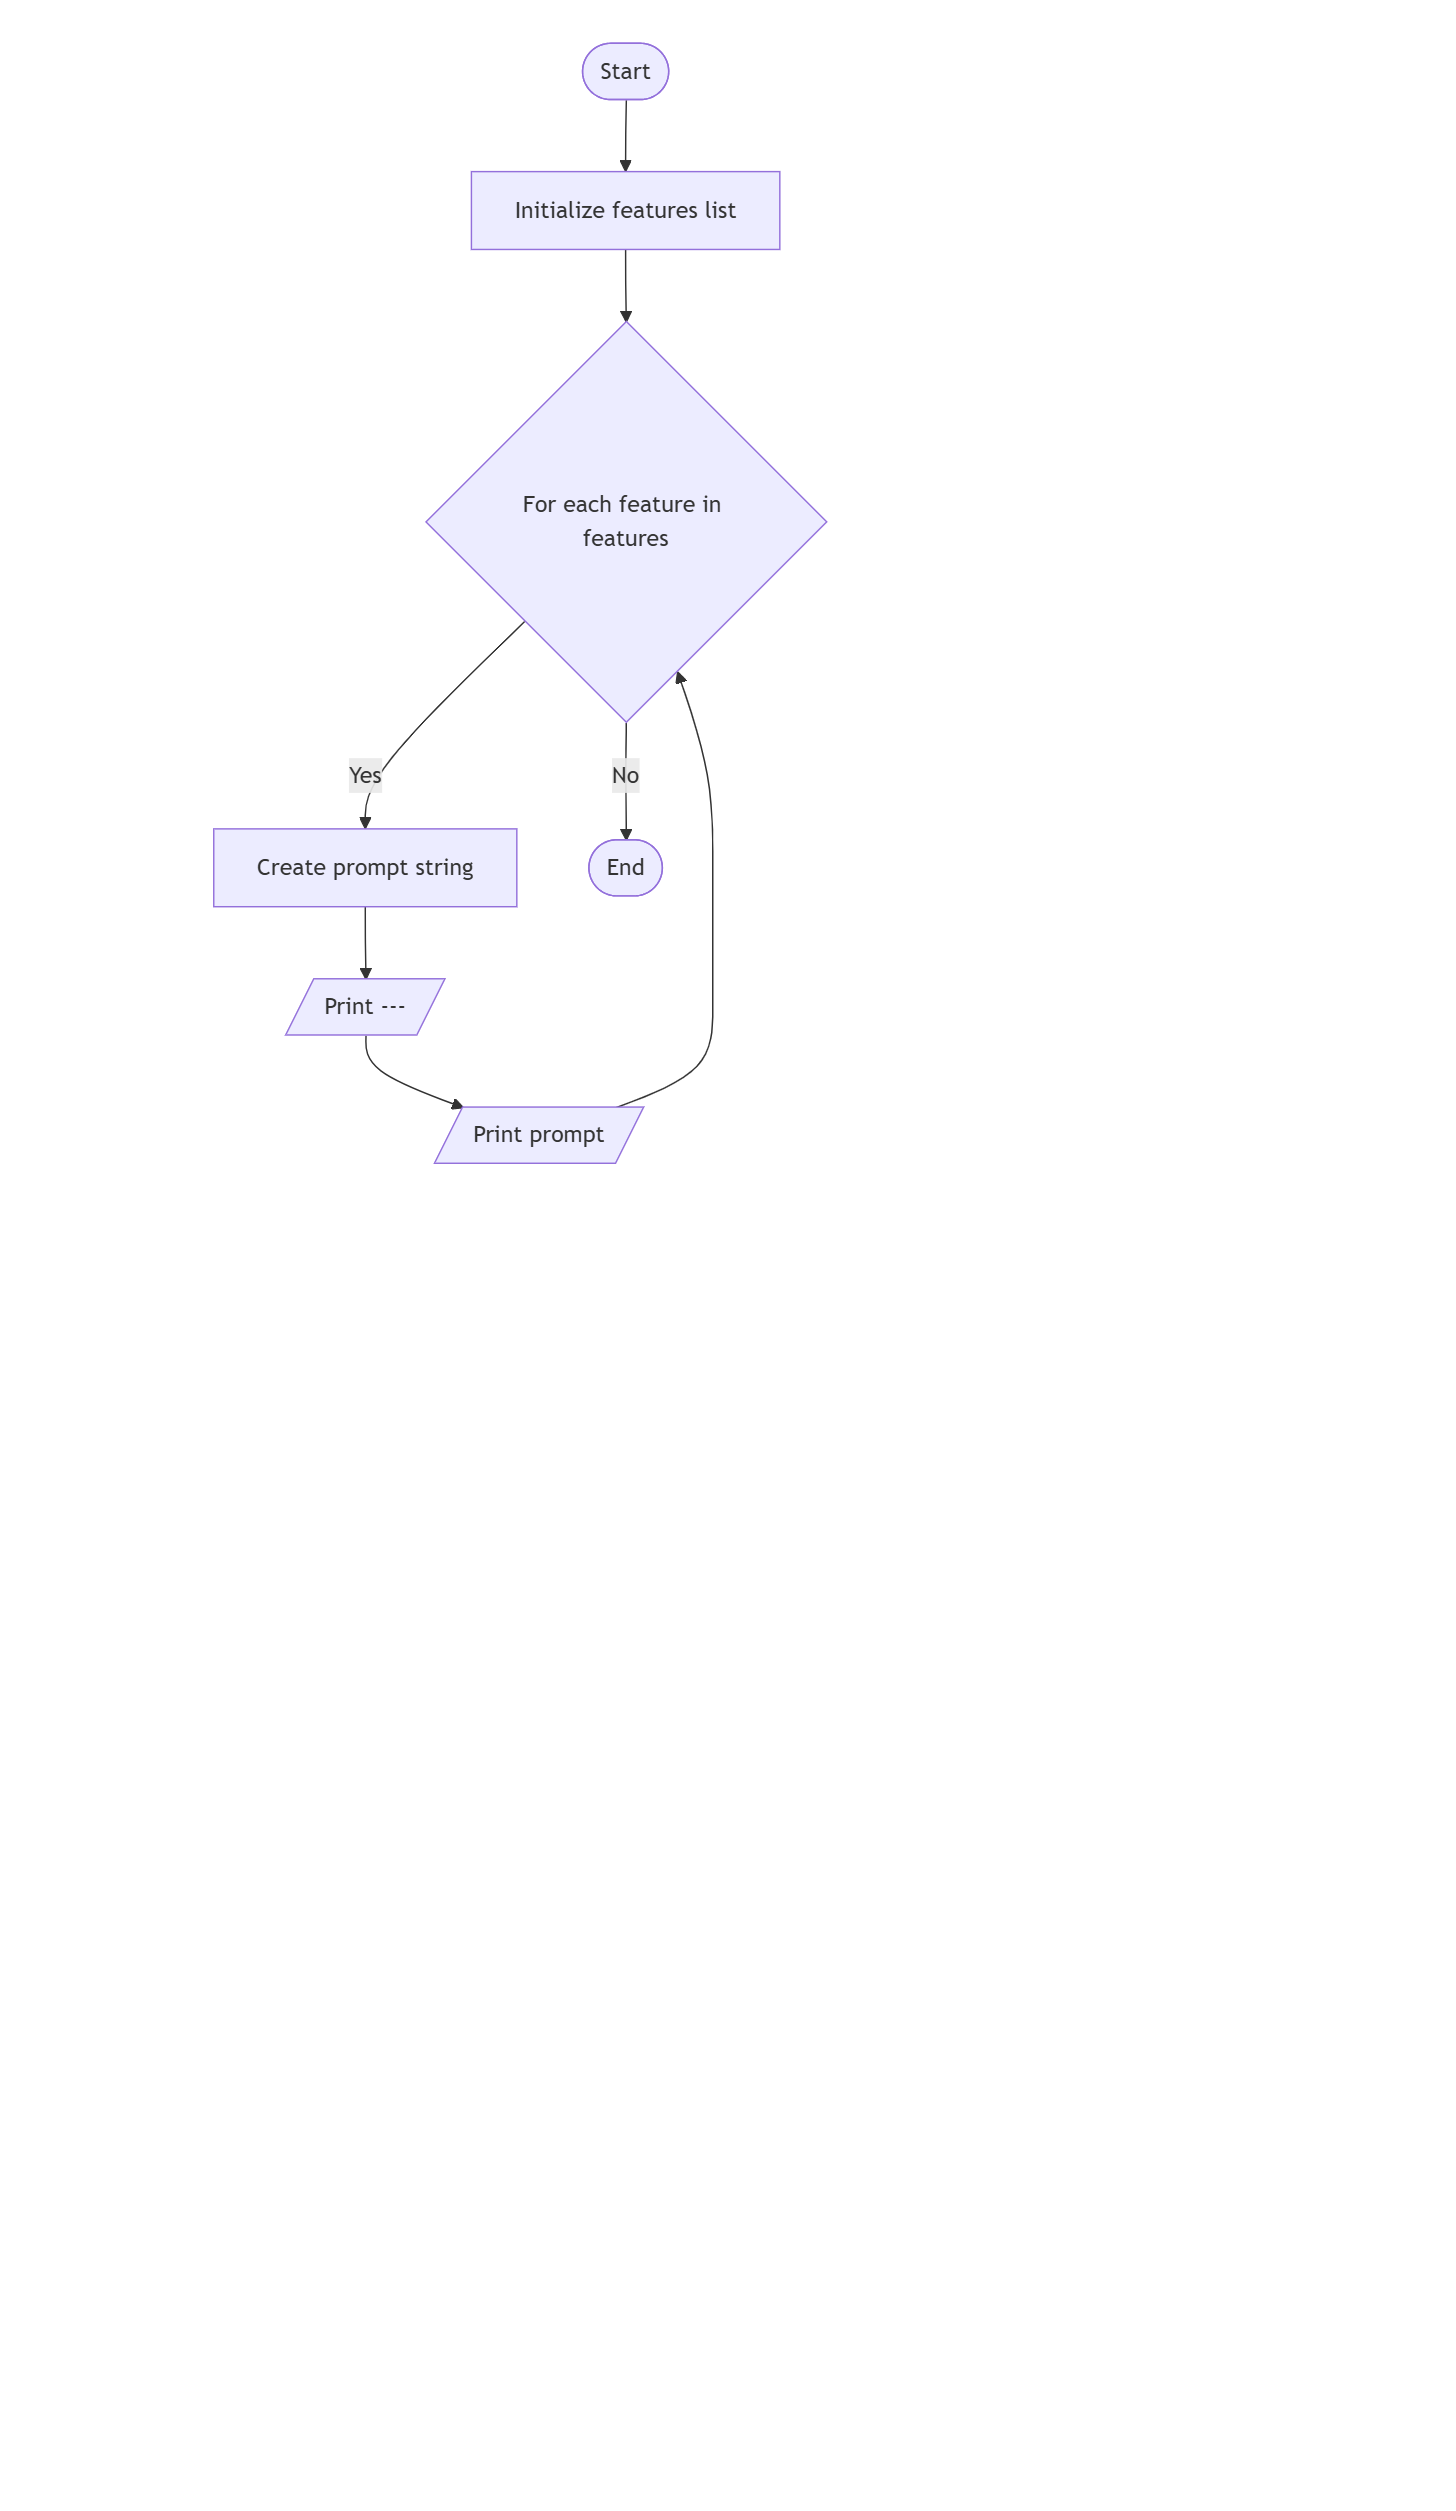 Start
Initialize features list
For each feature in
features
Yes
No
Create prompt string
End
Print ---
Print prompt